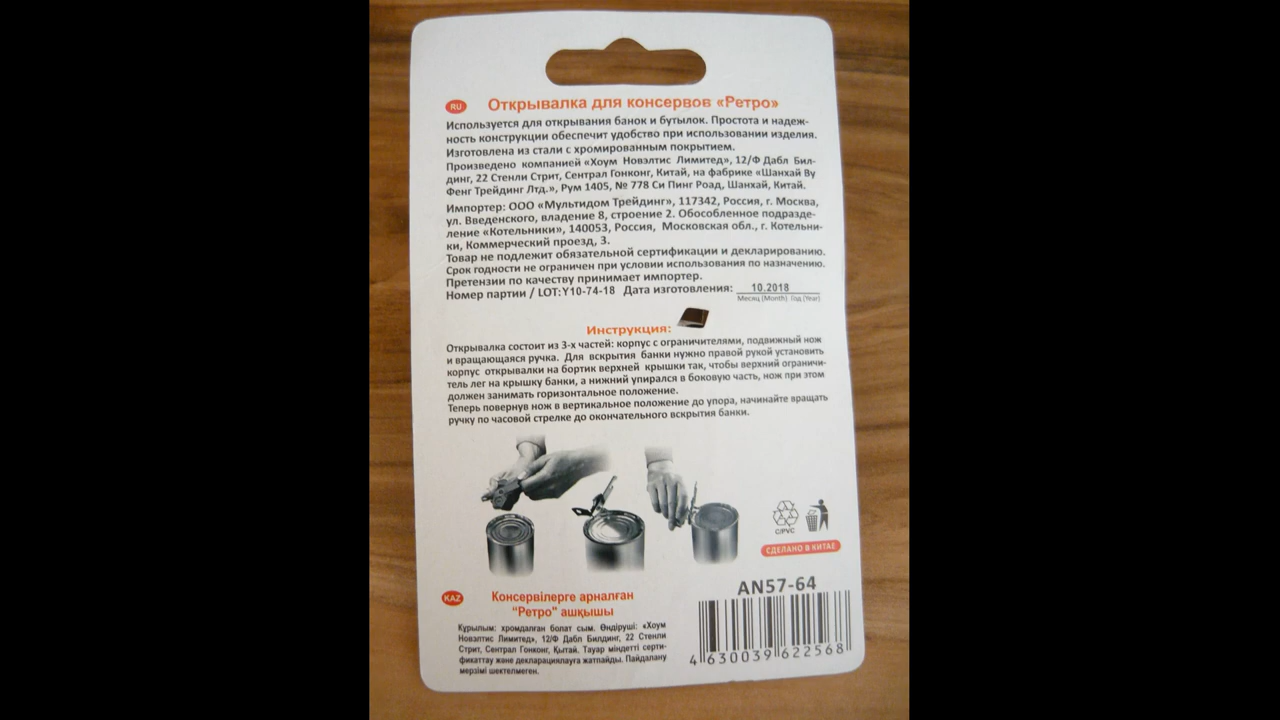 RU Открывалка для консервов «Ретро»
Используется для открывания банок и бутылок. Простота и надеж-
ность конструкции обеспечит удобство при использовании изделия.
Изготовлена из стали с хромированным покрытием.
Произведено компанией «Хоум Новэлтис Лимитед», 12/Ф Дабл Бил-
динг, 22 Стенли Стрит, Сентрал Гонконг, Китай, на фабрике «Шанхай Ву
Фенг Трейдинг Лтд.», Рум 1405, № 778 Си Пинг Роад, Шанхай, Китай.
Импортер: ООО «Мультидом Трейдинг», 117342, Россия, г. Москва,
ул. Введенского, владение 8, строение 2. Обособленное подразде-
ление «Котельники», 140053, Россия, Московская обл., г. Котельни-
ки, Коммерческий проезд, 3.
Товар не подлежит обязательной сертификации и декларированию.
Срок годности не ограничен при условии использования по назначению.
Претензии по качеству принимает импортер.
Номер партии / LOT:Y10-74-18 Дата изготовления: 10.2018
Месяц (Month) Год (Year)
Инструкция:
Открывалка состоит из 3-х частей: корпус с ограничителями, подвижный нож
и вращающаяся ручка. Для вскрытия банки нужно правой рукой установить
корпус открывалки на бортик верхней крышки так, чтобы верхний ограничи-
тель лег на крышку банки, а нижний упирался в боковую часть, нож при этом
должен занимать горизонтальное положение.
Теперь повернув нож в вертикальное положение до упора, начинайте вращать
ручку по часовой стрелке до окончательного вскрытия банки.
C/PVC
СДЕЛАНО В КИТАЕ
KAZ Консервілерге арналған
"Ретро" ашқышы
Құрылым: хромдалған болат сым. Өндіруші: «Хоум
Новэлтис Лимитед», 12/Ф Дабл Билдинг, 22 Стенли
Стрит, Сентрал Гонконг, Қытай. Тауар міндетті серти-
фикаттау және декларациялауға жатпайды. Пайдалану
мерзімі шектелмеген.
AN57-64
4 630039 622568